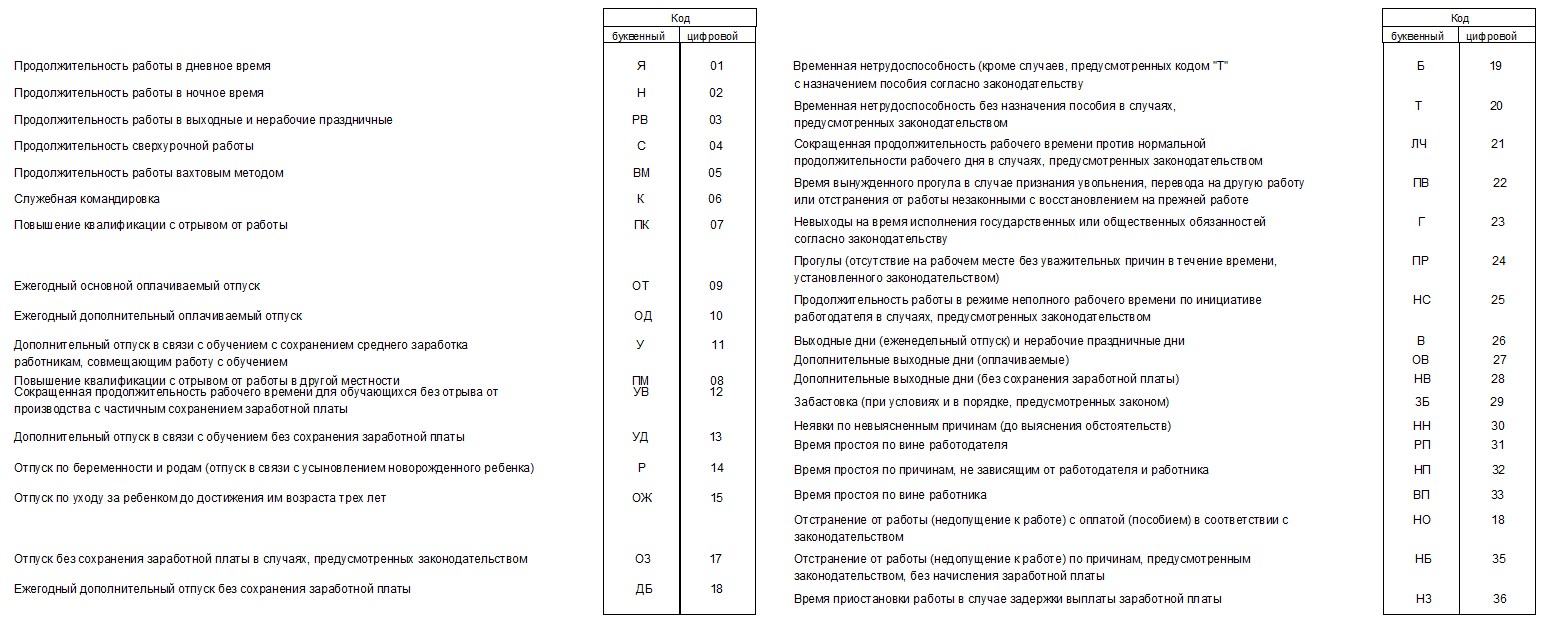 Код
буквенный цифровой
Продолжительность работы в дневное время Я 01
Продолжительность работы в ночное время Н 02
Продолжительность работы в выходные и нерабочие праздничные РВ 03
Продолжительность сверхурочной работы С 04
Продолжительность работы вахтовым методом ВМ 05
Служебная командировка К 06
Повышение квалификации с отрывом от работы ПК 07
Ежегодный основной оплачиваемый отпуск ОТ 09
Ежегодный дополнительный оплачиваемый отпуск ОД 10
Дополнительный отпуск в связи с обучением с сохранением среднего заработка У 11
работникам, совмещающим работу с обучением
Повышение квалификации с отрывом от работы в другой местности ПМ 08
Сокращенная продолжительность рабочего времени для обучающихся без отрыва от УВ 12
производства с частичным сохранением заработной платы
Дополнительный отпуск в связи с обучением без сохранения заработной платы УД 13
Отпуск по беременности и родам (отпуск в связи с усыновлением новорожденного ребенка) Р 14
Отпуск по уходу за ребенком до достижения им возраста трех лет ОЖ 15
Отпуск без сохранения заработной платы в случаях, предусмотренных законодательством ОЗ 17
Ежегодный дополнительный отпуск без сохранения заработной платы ДБ 18
Код
буквенный цифровой
Временная нетрудоспособность (кроме случаев, предусмотренных кодом "Т" Б 19
с назначением пособия согласно законодательству
Временная нетрудоспособность без назначения пособия в случаях, Т 20
предусмотренных законодательством
Сокращенная продолжительность рабочего времени против нормальной ЛЧ 21
продолжительности рабочего дня в случаях, предусмотренных законодательством
Время вынужденного прогула в случае признания увольнения, перевода на другую работу ПВ 22
или отстранения от работы незаконными с восстановлением на прежней работе
Невыходы на время исполнения государственных или общественных обязанностей Г 23
согласно законодательству
Прогулы (отсутствие на рабочем месте без уважительных причин в течение времени, ПР 24
установленного законодательством)
Продолжительность работы в режиме неполного рабочего времени по инициативе НС 25
работодателя в случаях, предусмотренных законодательством
Выходные дни (еженедельный отпуск) и нерабочие праздничные дни В 26
Дополнительные выходные дни (оплачиваемые) ОВ 27
Дополнительные выходные дни (без сохранения заработной платы) НВ 28
Забастовка (при условиях и в порядке, предусмотренных законом) ЗБ 29
Неявки по невыясненным причинам (до выяснения обстоятельств) НН 30
Время простоя по вине работодателя РП 31
Время простоя по причинам, не зависящим от работодателя и работника НП 32
Время простоя по вине работника ВП 33
Отстранение от работы (недопущение к работе) с оплатой (пособием) в соответствии с НО 18
законодательством
Отстранение от работы (недопущение к работе) по причинам, предусмотренным НБ 35
законодательством, без начисления заработной платы
Время приостановки работы в случае задержки выплаты заработной платы НЗ 36